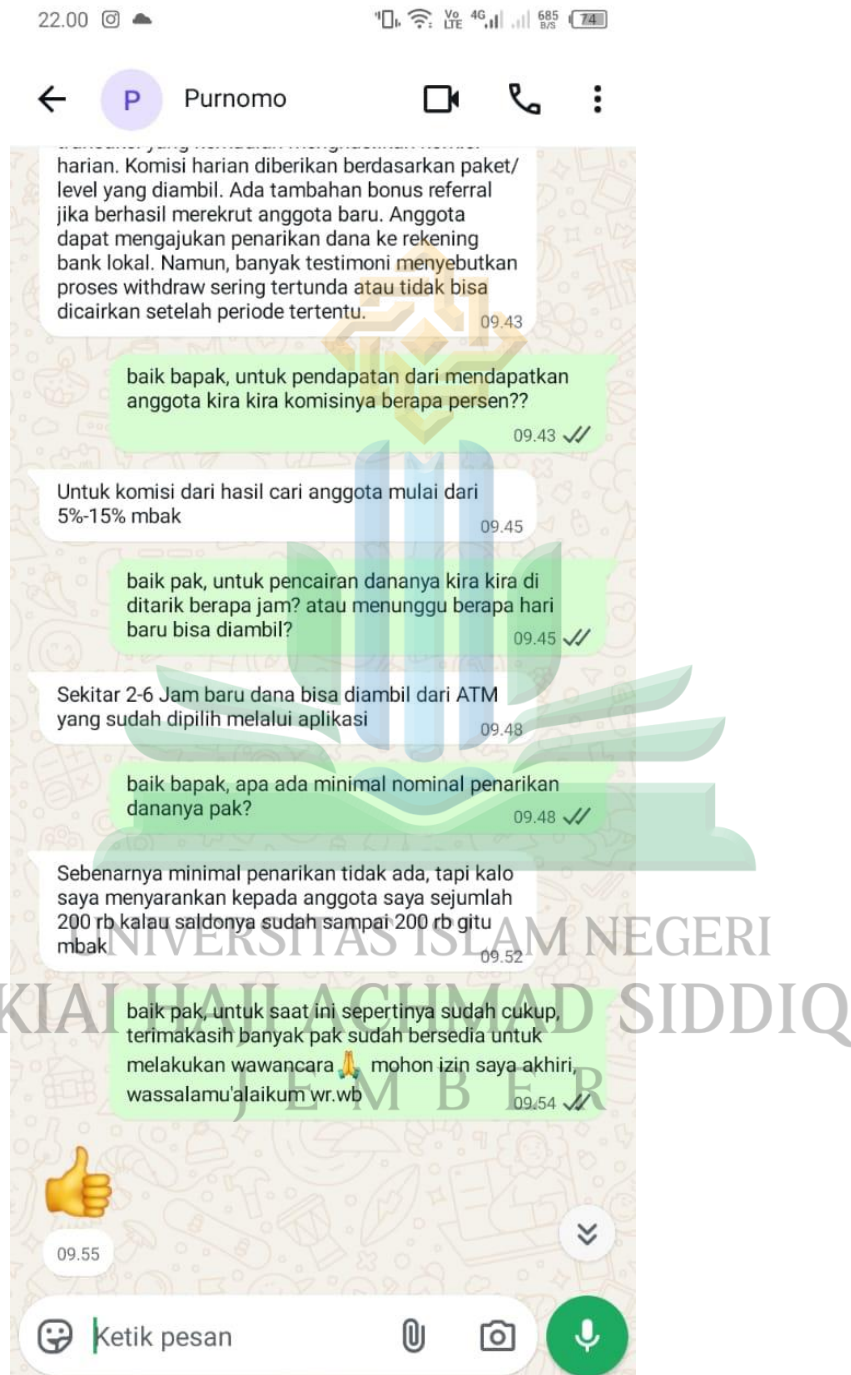 22.00
Vo LTE 4G 685 B/S 74
P Purnomo
harian. Komisi harian diberikan berdasarkan paket/
level yang diambil. Ada tambahan bonus referral
jika berhasil merekrut anggota baru. Anggota
dapat mengajukan penarikan dana ke rekening
bank lokal. Namun, banyak testimoni menyebutkan
proses withdraw sering tertunda atau tidak bisa
dicairkan setelah periode tertentu.
09.43
baik bapak, untuk pendapatan dari mendapatkan
anggota kira kira komisinya berapa persen??
09.43
Untuk komisi dari hasil cari anggota mulai dari
5%-15% mbak
09.45
baik pak, untuk pencairan dananya kira kira di
ditarik berapa jam? atau menunggu berapa hari
baru bisa diambil?
09.45
Sekitar 2-6 Jam baru dana bisa diambil dari ATM
yang sudah dipilih melalui aplikasi
09.48
baik bapak, apa ada minimal nominal penarikan
dananya pak?
09.48
Sebenarnya minimal penarikan tidak ada, tapi kalo
saya menyarankan kepada anggota saya sejumlah
200 rb kalau saldonya sudah sampai 200 rb gitu
mbak
09.52
UNIVERSITAS ISLAM NEGERI
KIAI HAJI ACHMAD SIDDIQ
JEMBER
baik pak, untuk saat ini sepertinya sudah cukup,
terimakasih banyak pak sudah bersedia untuk
melakukan wawancara 🙏 mohon izin saya akhiri,
wassalamu'alaikum wr.wb
09.54
👍
09.55
Ketik pesan